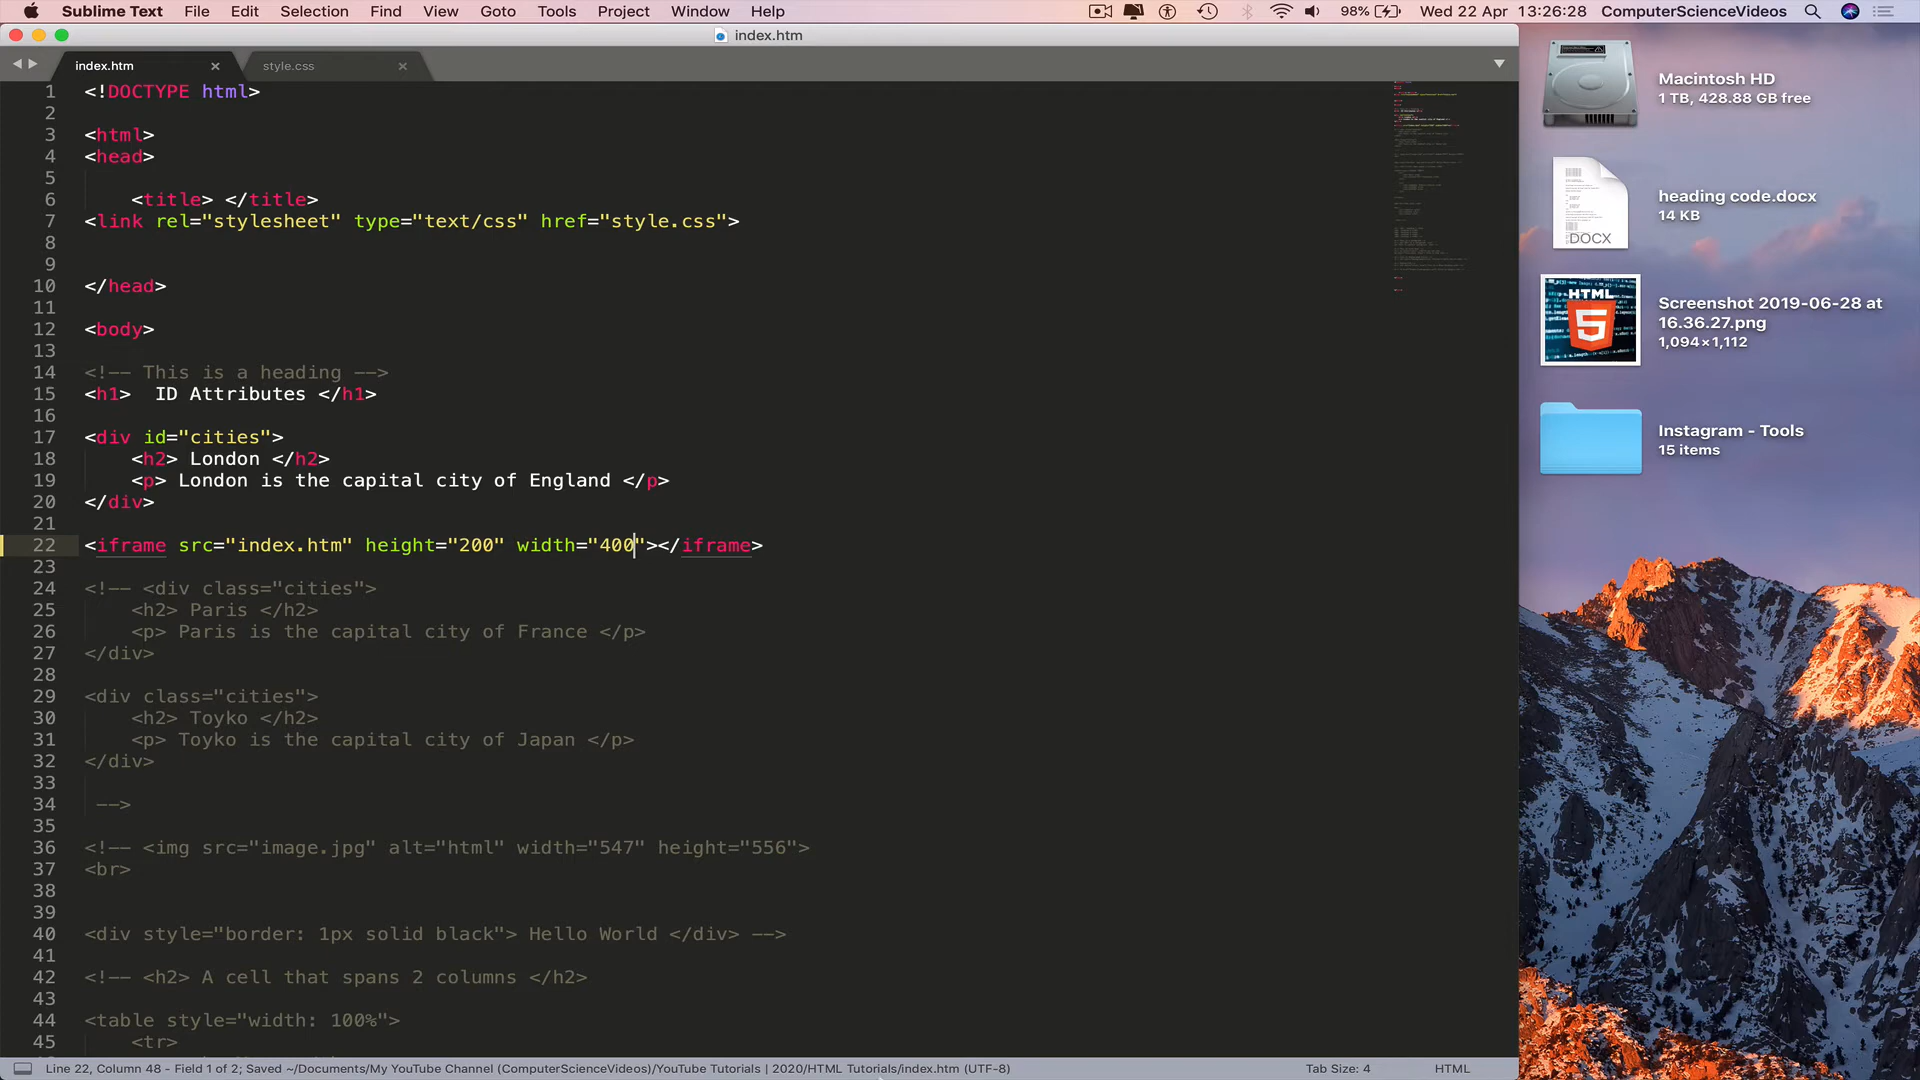 Sublime Text File Edit Selection Find View Goto Tools Project Window Help 98% Wed 22 Apr 13:26:28 ComputerScienceVideos
index.htm
index.htm style.css
1 <!DOCTYPE html>
2
3 <html>
4 <head>
5
6 <title> </title>
7 <link rel="stylesheet" type="text/css" href="style.css">
8
9
10 </head>
11
12 <body>
13
14 <!-- This is a heading -->
15 <h1>  ID Attributes </h1>
16
17 <div id="cities">
18 <h2> London </h2>
19 <p> London is the capital city of England </p>
20 </div>
21
22 <iframe src="index.htm" height="200" width="400"></iframe>
23
24 <!-- <div class="cities">
25 <h2> Paris </h2>
26 <p> Paris is the capital city of France </p>
27 </div>
28
29 <div class="cities">
30 <h2> Toyko </h2>
31 <p> Toyko is the capital city of Japan </p>
32 </div>
33
34 -->
35
36 <!-- <img src="image.jpg" alt="html" width="547" height="556">
37 <br>
38
39
40 <div style="border: 1px solid black"> Hello World </div> -->
41
42 <!-- <h2> A cell that spans 2 columns </h2>
43
44 <table style="width: 100%">
45 <tr>
Line 22, Column 48 - Field 1 of 2; Saved ~/Documents/My YouTube Channel (ComputerScienceVideos)/YouTube Tutorials | 2020/HTML Tutorials/index.htm (UTF-8) Tab Size: 4 HTML
Macintosh HD
1 TB, 428.88 GB free
heading code.docx
14 KB
DOCX
HTML
5
Screenshot 2019-06-28 at
16.36.27.png
1,094×1,112
Instagram - Tools
15 items